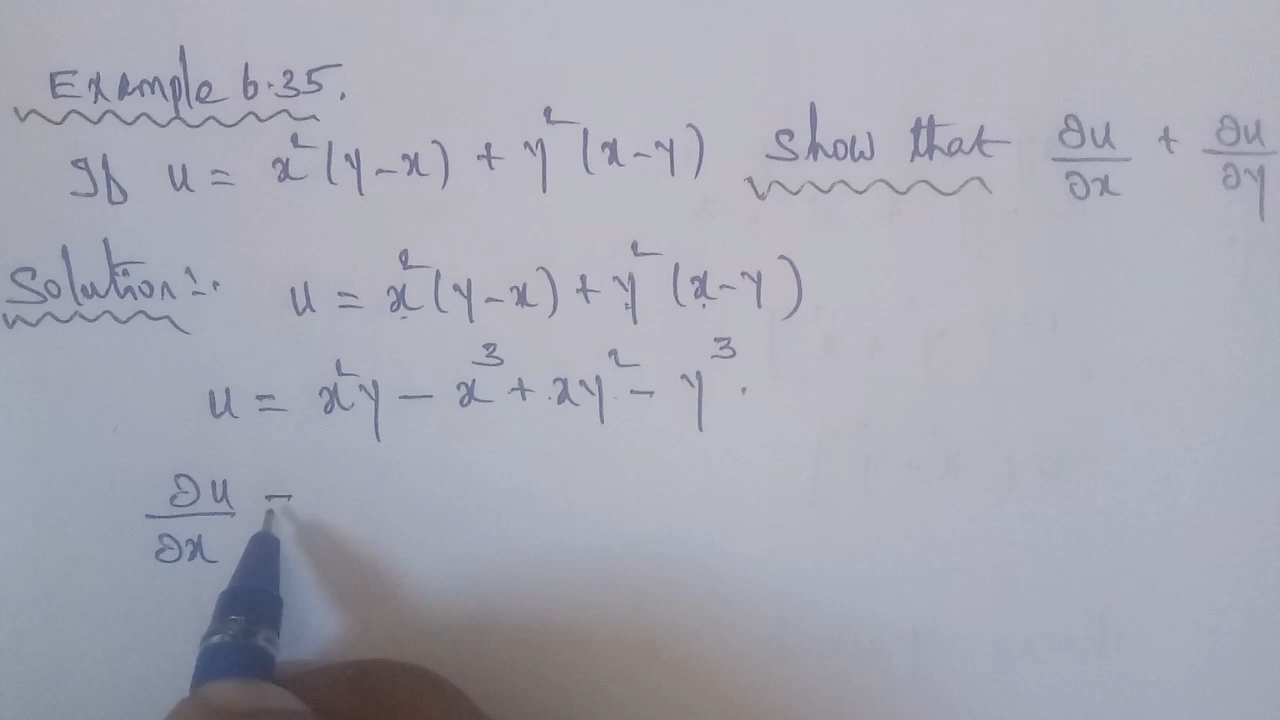 Example 6.35.
If u = x²(y-x) + y²(x-y) show that ∂u/∂x + ∂u/∂y
Solution:- u = x²(y-x) + y²(x-y)
u = x²y - x³ + xy² - y³.
∂u/∂x =